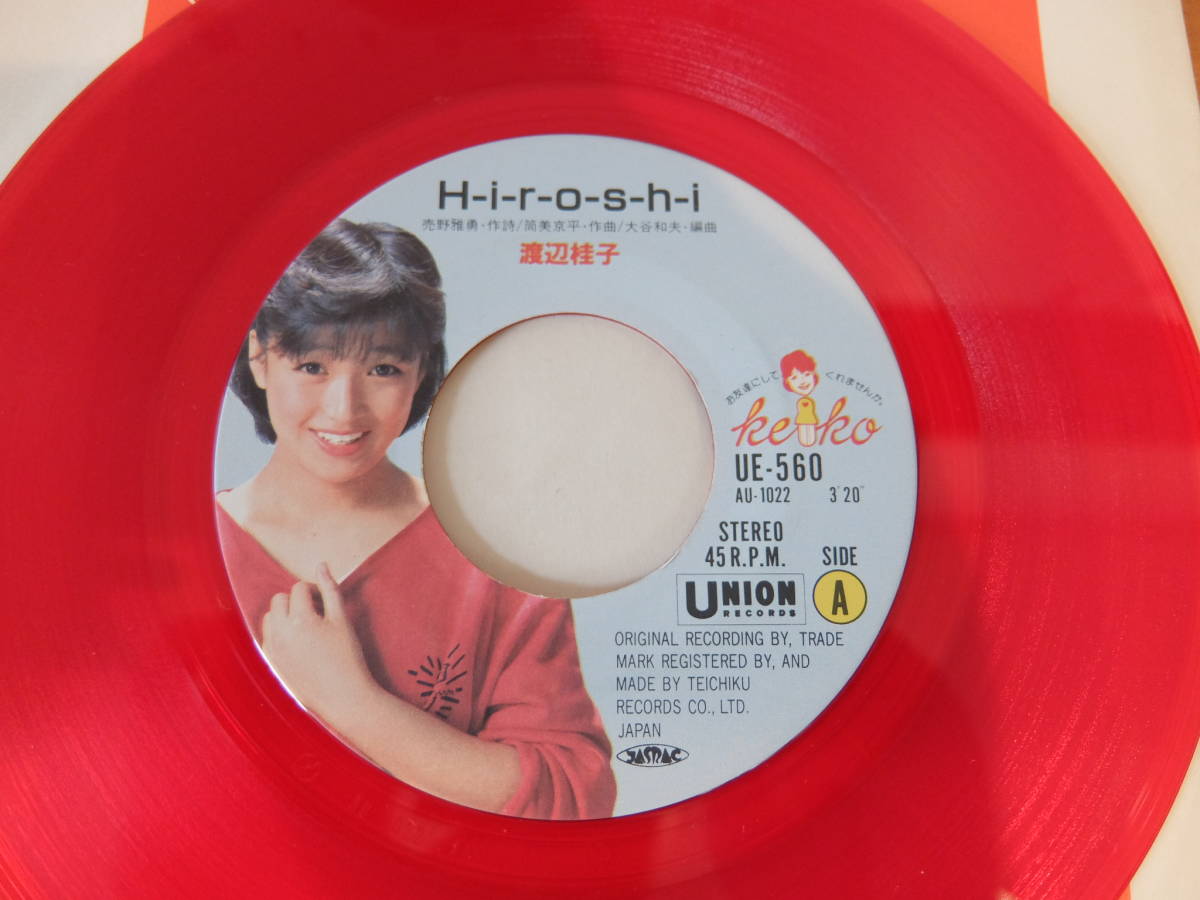 H-i-r-o-s-h-i
売野雅勇・作詩/筒美京平・作曲/大谷和夫・編曲
渡辺桂子
お友達にして くれませんか。
keiko
UE-560
AU-1022 3'20"
STEREO
45 R.P.M. SIDE
UNION A
RECORDS
ORIGINAL RECORDING BY, TRADE
MARK REGISTERED BY, AND
MADE BY TEICHIKU
RECORDS CO., LTD.
JAPAN
JASRAC